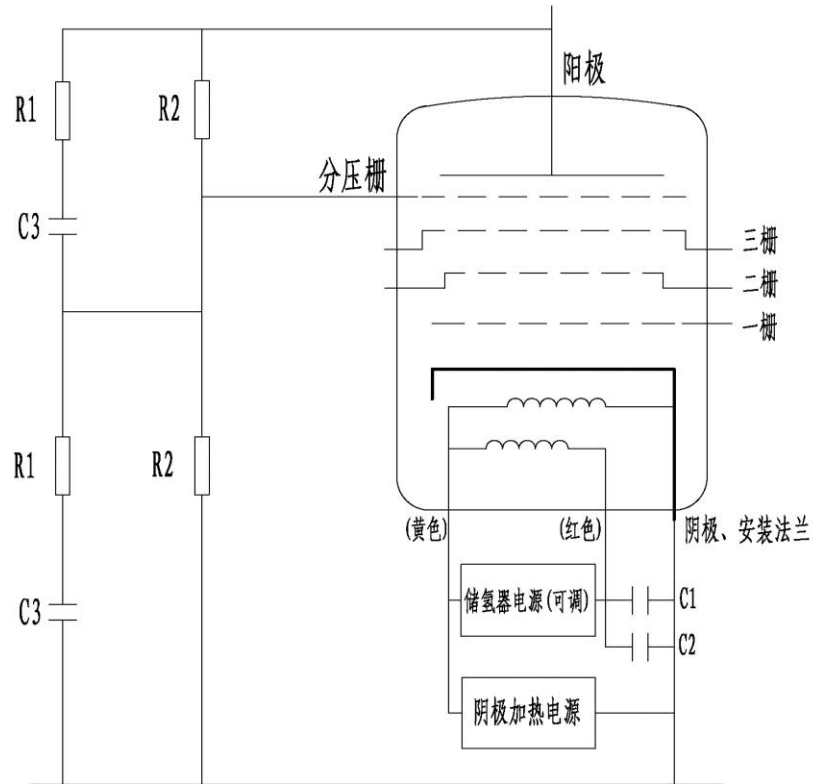 阳极
R1
R2
分压栅
C3
三栅
二栅
一栅
R1
R2
(黄色)
(红色)
阴极、安装法兰
储氢器电源(可调)
C1
C3
C2
阴极加热电源